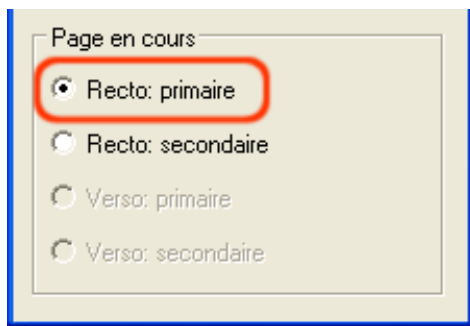 Page en cours
Recto: primaire
Recto: secondaire
Verso: primaire
Verso: secondaire